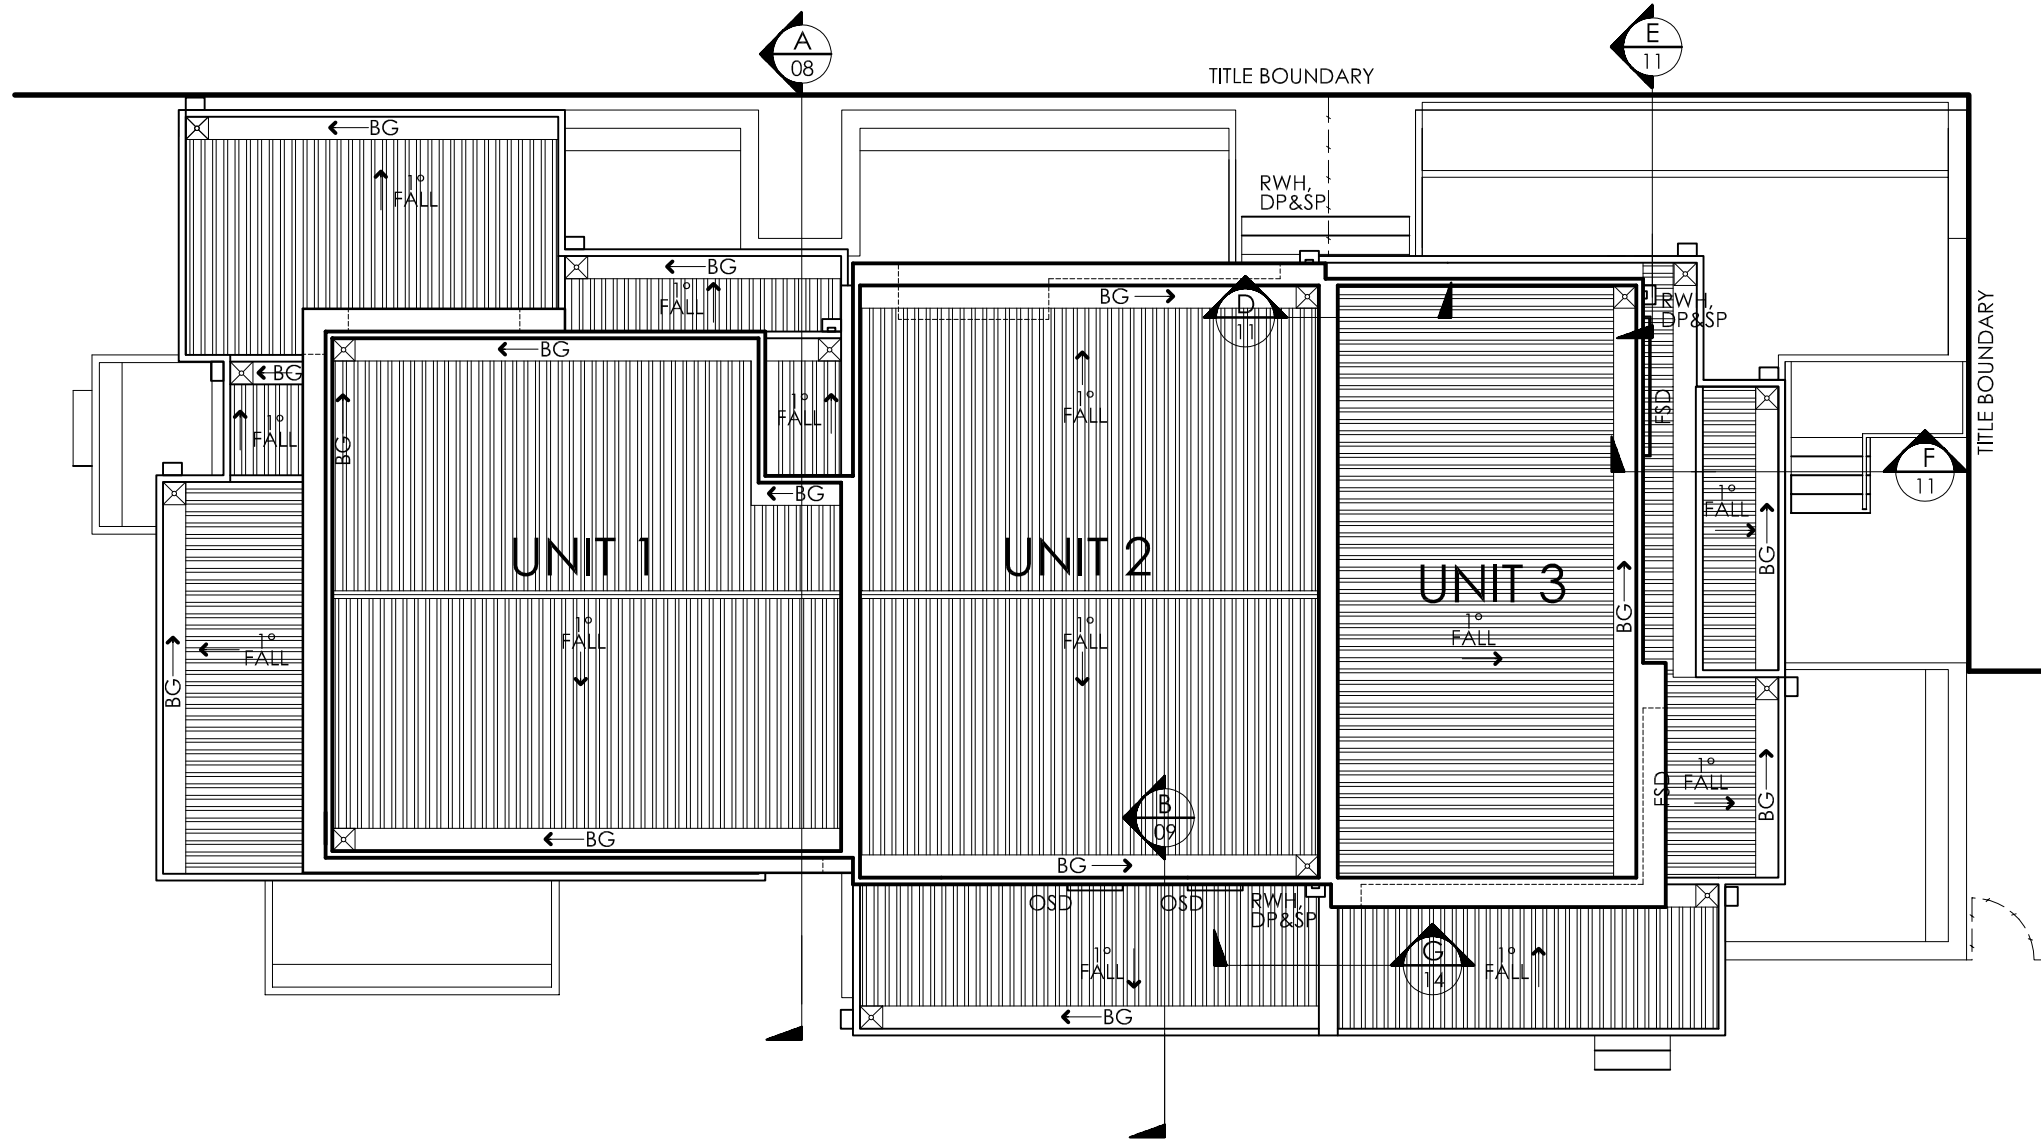 A
08
E
11
TITLE BOUNDARY
BG
1°
FALL
RWH,
DP&SP
BG
1°
FALL
BG
D
11
RWH,
DP&SP
TITLE BOUNDARY
BG
BG
1°
FALL
BG
1°
FALL
1°
FALL
FSD
F
11
BG
1°
FALL
BG
UNIT 1
UNIT 2
UNIT 3
1°
FALL
BG
1°
FALL
1°
FALL
1°
FALL
BG
1°
FALL
BG
FSD
B
09
BG
BG
OSD
OSD
RWH,
DP&SP
1°
FALL
G
14
1°
FALL
BG